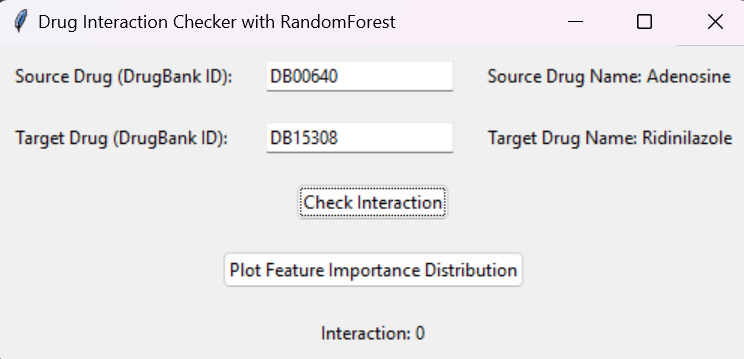 Drug Interaction Checker with RandomForest
Source Drug (DrugBank ID): DB00640 Source Drug Name: Adenosine
Target Drug (DrugBank ID): DB15308 Target Drug Name: Ridinilazole
Check Interaction
Plot Feature Importance Distribution
Interaction: 0